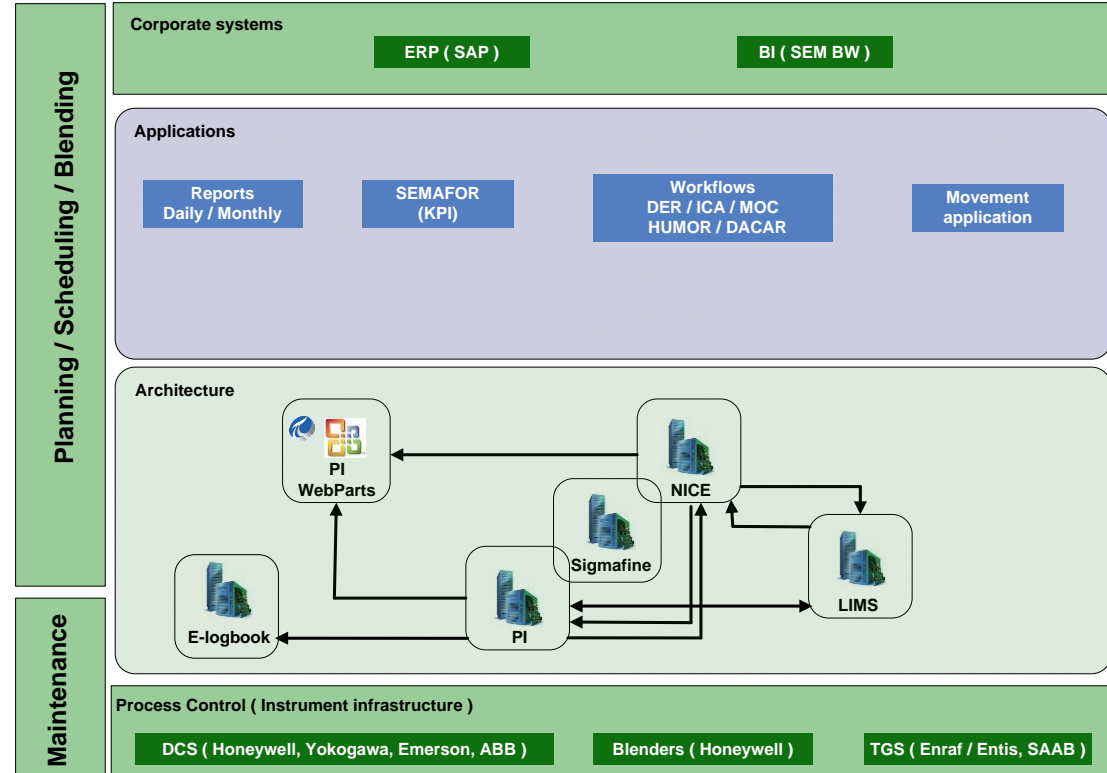 Planning / Scheduling / Blending
Maintenance
Corporate systems
ERP ( SAP )
BI ( SEM BW )
Applications
Reports
Daily / Monthly
SEMAFOR
(KPI)
Workflows
DER / ICA / MOC
HUMOR / DACAR
Movement
application
Architecture
PI
WebParts
NICE
Sigmafine
LIMS
E-logbook
PI
Process Control ( Instrument infrastructure )
DCS ( Honeywell, Yokogawa, Emerson, ABB )
Blenders ( Honeywell )
TGS ( Enraf / Entis, SAAB )